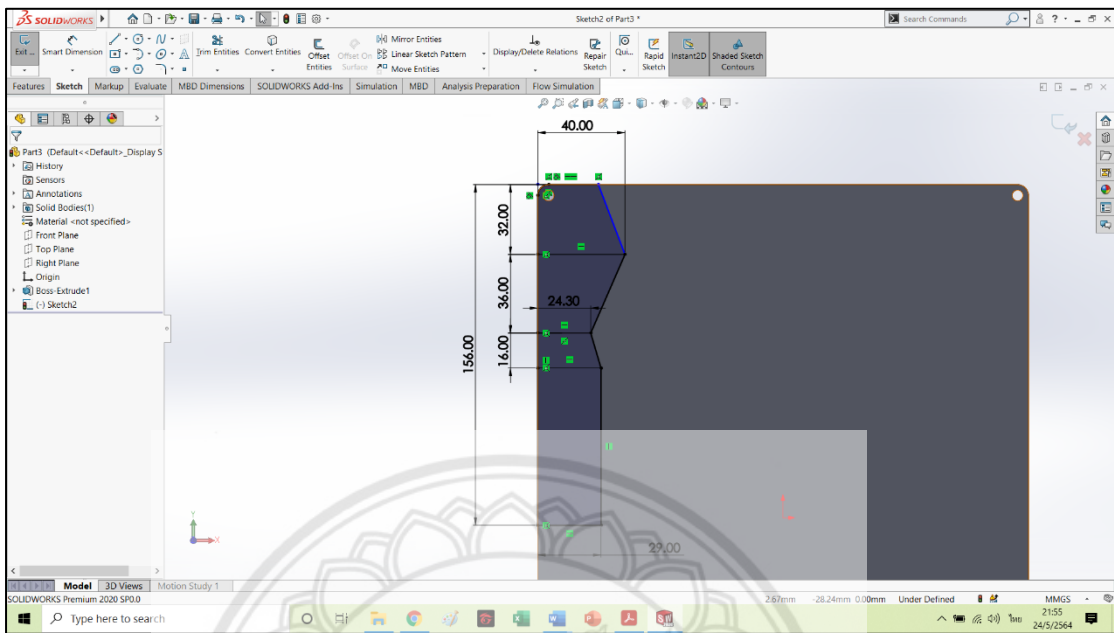 SOLIDWORKS
Sketch2 of Part3 *
Search Commands
Exit ...
Smart Dimension
Trim Entities
Convert Entities
Offset Entities
Offset On Surface
Mirror Entities
Linear Sketch Pattern
Move Entities
Display/Delete Relations
Repair Sketch
Qui...
Rapid Sketch
Instant2D
Shaded Sketch Contours
Features Sketch Markup Evaluate MBD Dimensions SOLIDWORKS Add-Ins Simulation MBD Analysis Preparation Flow Simulation
Part3 (Default<<Default>_Display S
History
Sensors
Annotations
Solid Bodies(1)
Material <not specified>
Front Plane
Top Plane
Right Plane
Origin
Boss-Extrude1
(-) Sketch2
40.00
32.00
36.00
24.30
16.00
156.00
29.00
Y
X
Model 3D Views Motion Study 1
SOLIDWORKS Premium 2020 SP0.0
2.67mm -28.24mm 0.00mm Under Defined MMGS
Type here to search
ไทย
21:55
24/5/2564